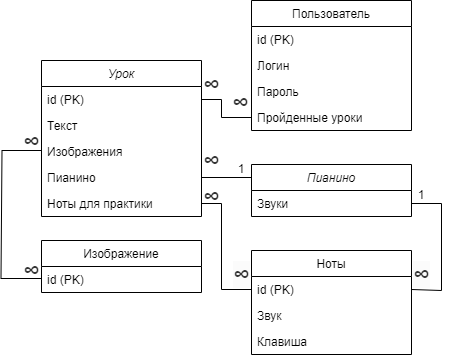 Пользователь
id (PK)
Логин
Пароль
Пройденные уроки
∞
Урок
id (PK)
Текст
Изображения
Пианино
Ноты для практики
∞
∞
∞
∞
1
Пианино
Звуки
1
Изображение
id (PK)
∞
Ноты
id (PK)
Звук
Клавиша
∞
∞